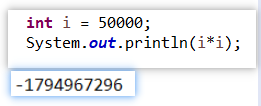 int i = 50000;
System.out.println(i*i);
-1794967296